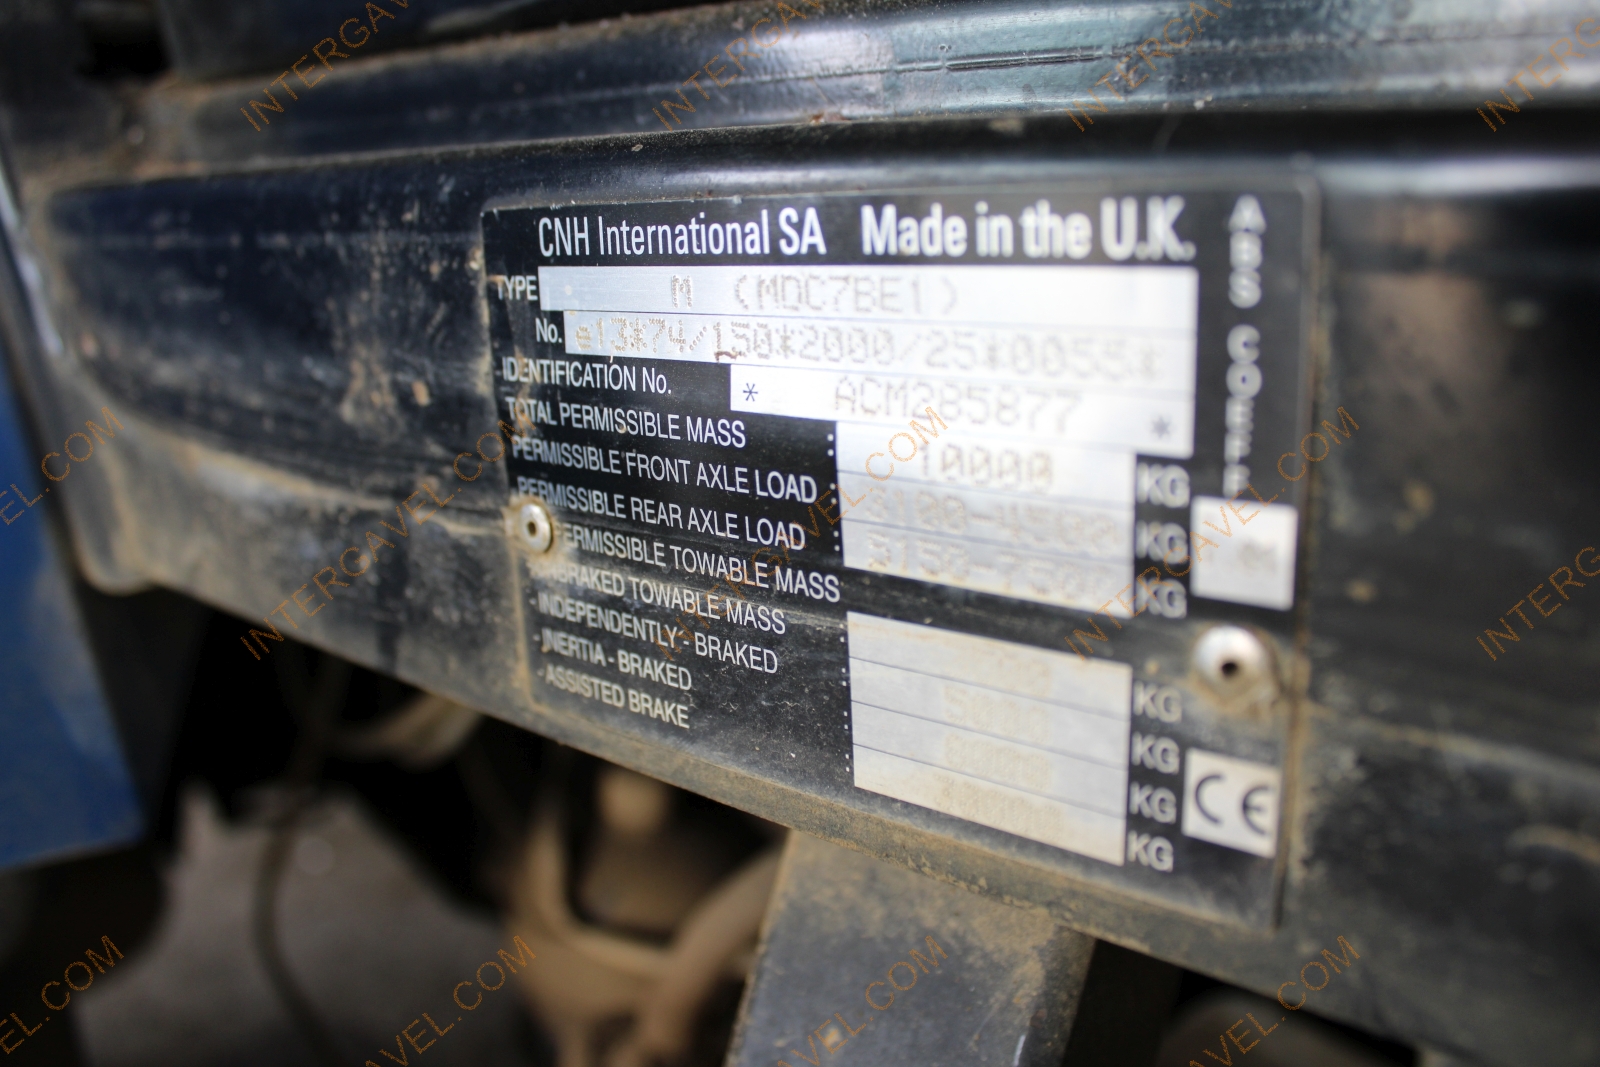 CNH International SA Made in the U.K.
TYPE M (MDC7BE1)
No. e13*74/150*2000/25*0055*
IDENTIFICATION No. * ACM285877 *
TOTAL PERMISSIBLE MASS : 10000 KG
PERMISSIBLE FRONT AXLE LOAD : KG
PERMISSIBLE REAR AXLE LOAD : KG
PERMISSIBLE TOWABLE MASS
UNBRAKED TOWABLE MASS : KG
- INDEPENDENTLY - BRAKED : KG
- INERTIA - BRAKED : KG
- ASSISTED BRAKE : KG
ABS COEFF
CE
INTERGAVEL.COM